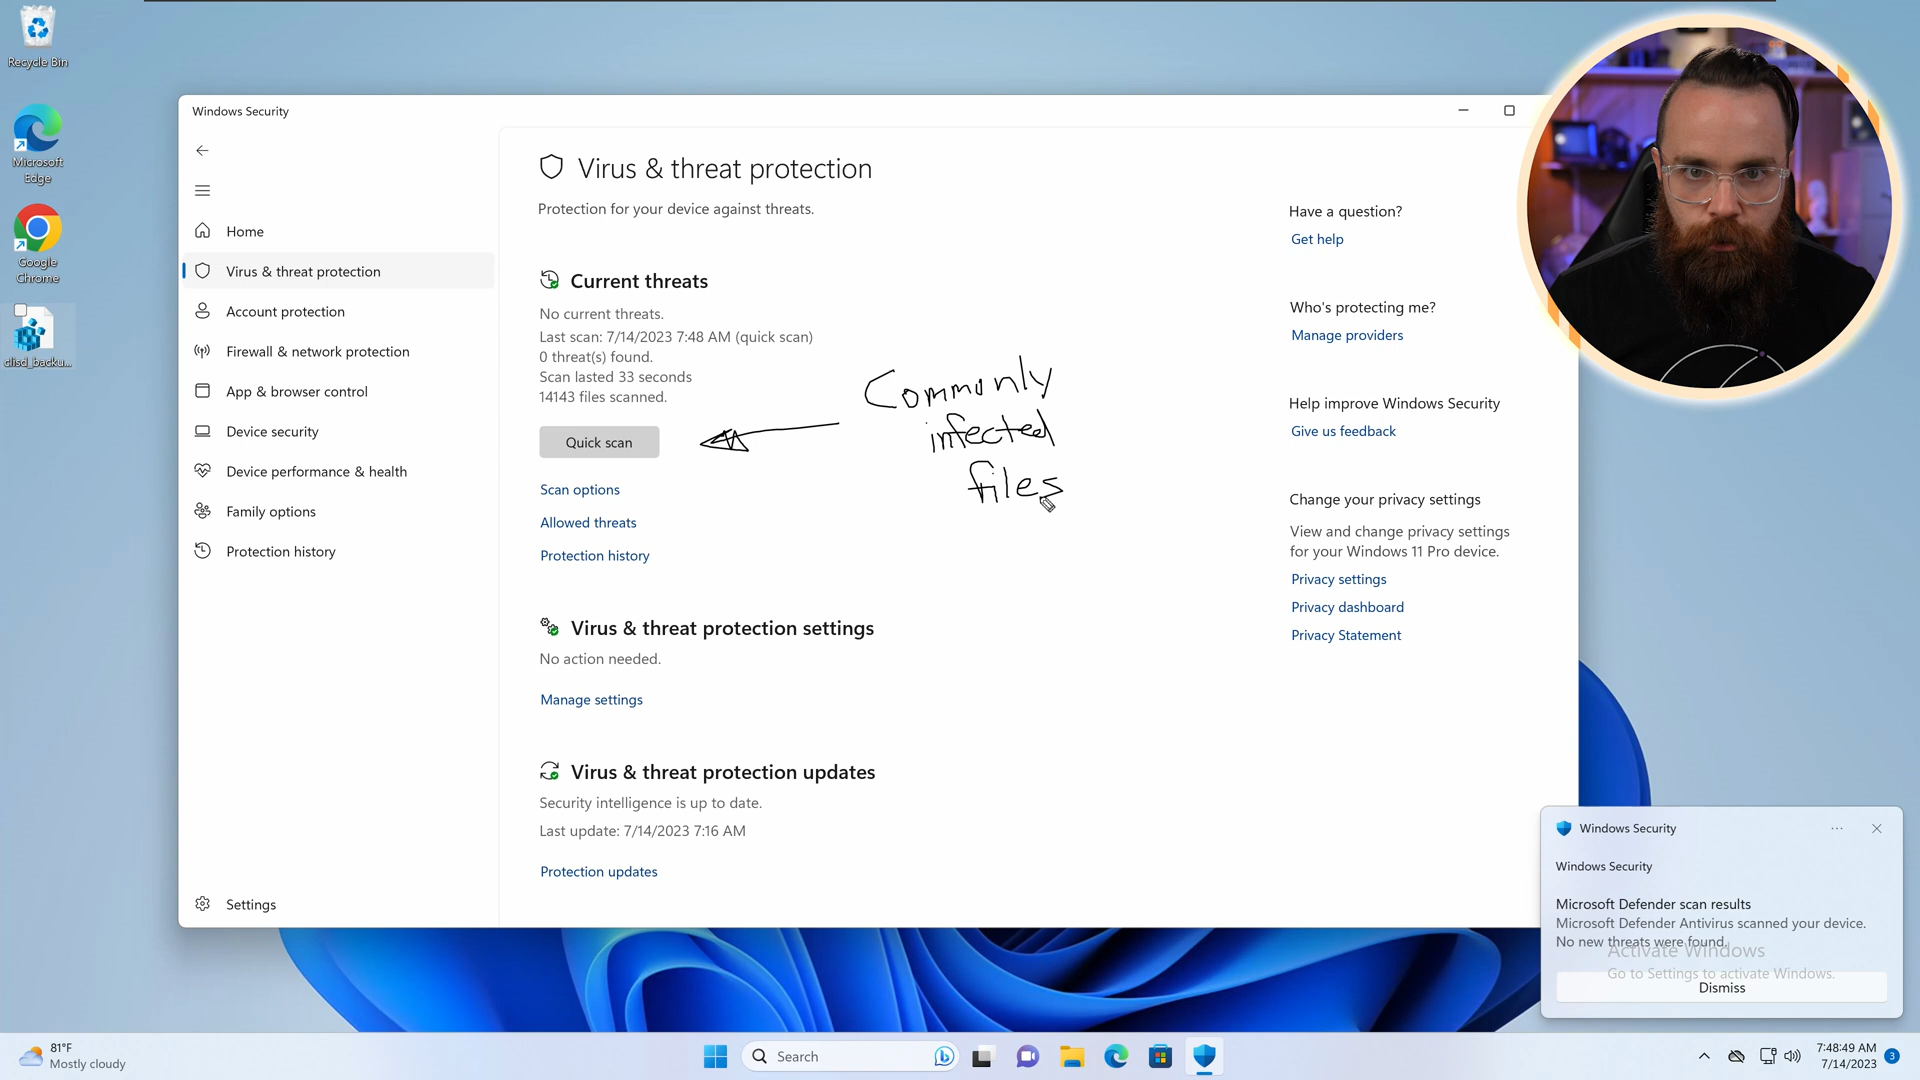 Recycle Bin
Microsoft
Edge
Google
Chrome
clisd_backu...
Windows Security
Home
Virus & threat protection
Account protection
Firewall & network protection
App & browser control
Device security
Device performance & health
Family options
Protection history
Settings
Virus & threat protection
Protection for your device against threats.
Current threats
No current threats.
Last scan: 7/14/2023 7:48 AM (quick scan)
0 threat(s) found.
Scan lasted 33 seconds
14143 files scanned.
Quick scan
Scan options
Allowed threats
Protection history
Commonly
infected
files
Virus & threat protection settings
No action needed.
Manage settings
Virus & threat protection updates
Security intelligence is up to date.
Last update: 7/14/2023 7:16 AM
Protection updates
Have a question?
Get help
Who's protecting me?
Manage providers
Help improve Windows Security
Give us feedback
Change your privacy settings
View and change privacy settings
for your Windows 11 Pro device.
Privacy settings
Privacy dashboard
Privacy Statement
Windows Security
Windows Security
Microsoft Defender scan results
Microsoft Defender Antivirus scanned your device.
No new threats were found.
Activate Windows
Go to Settings to activate Windows.
Dismiss
81°F
Mostly cloudy
Search
7:48:49 AM
7/14/2023
3